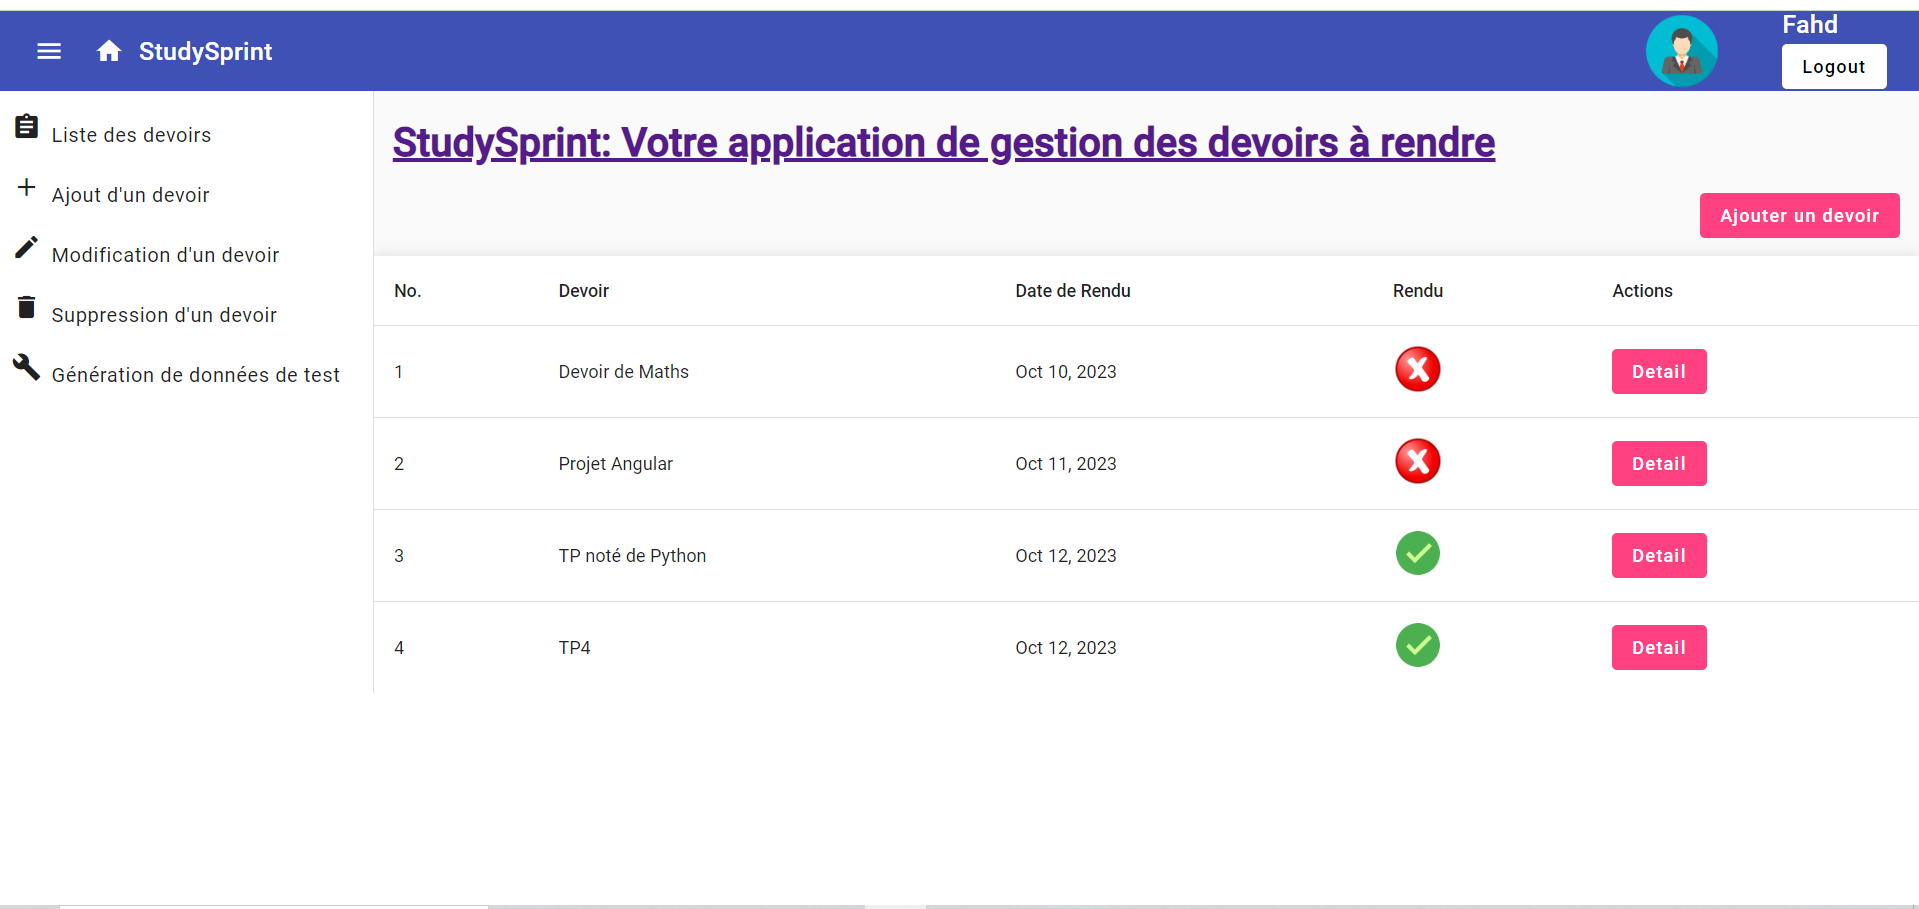 StudySprint
Fahd
Logout
Liste des devoirs
Ajout d'un devoir
Modification d'un devoir
Suppression d'un devoir
Génération de données de test
StudySprint: Votre application de gestion des devoirs à rendre
Ajouter un devoir
No. Devoir Date de Rendu Rendu Actions
1 Devoir de Maths Oct 10, 2023 Detail
2 Projet Angular Oct 11, 2023 Detail
3 TP noté de Python Oct 12, 2023 Detail
4 TP4 Oct 12, 2023 Detail